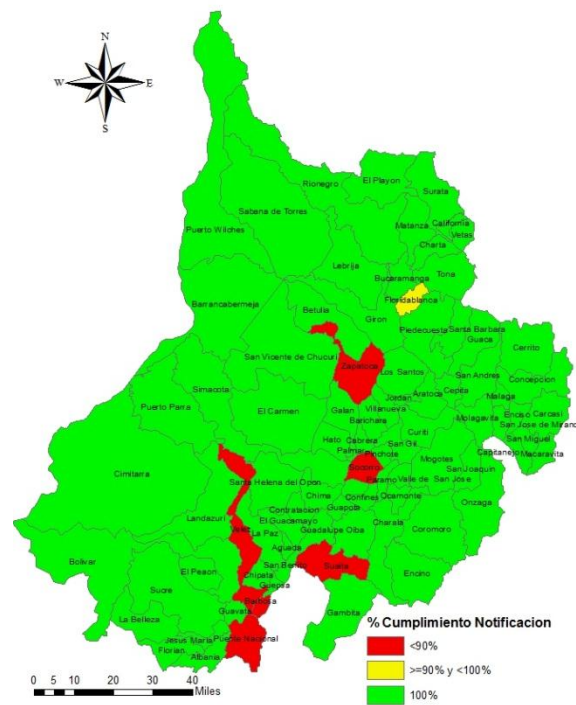 N
W E
S
El Playon
Rionegro
Surata
Sabana de Torres
Matanza
California
Vetas
Puerto Wilches
Charta
Lebrija
Tona
Bucaramanga
Floridablanca
Barrancabermeja
Betulia
Giron
Piedecuesta
Santa Barbara
Guaca
Cerrito
San Vicente de Chucuri
Zapatoca
Los Santos
San Andres
Concepcion
Simacota
Jordan
Aratoca
Cepita
Malaga
Puerto Parra
El Carmen
Galan
Villanueva
Enciso
Carcasi
Barichara
Molagavita
San Jose de Mirand
Hato
Cabrera
Curiti
San Miguel
Palmar
San Gil
Capitanejo
Macaravita
Pinchote
Mogotes
Cimitarra
Socorro
San Joaquin
Santa Helena del Opon
Paramo
Valle de San Jose
Chima
Confines
Ocamonte
Onzaga
Contratacion
Guapota
Landazuri
El Guacamayo
Charala
Velez
La Paz
Guadalupe
Oiba
Coromoro
Aguada
Bolivar
San Benito
Suaita
El Peñon
Chipata
Encino
Guepsa
Sucre
Barbosa
Guavata
Gambita
La Belleza
Jesus Maria
Puente Nacional
Florian
Albania
% Cumplimiento Notificacion
<90%
>=90% y <100%
100%
0 5 10 20 30 40
Miles